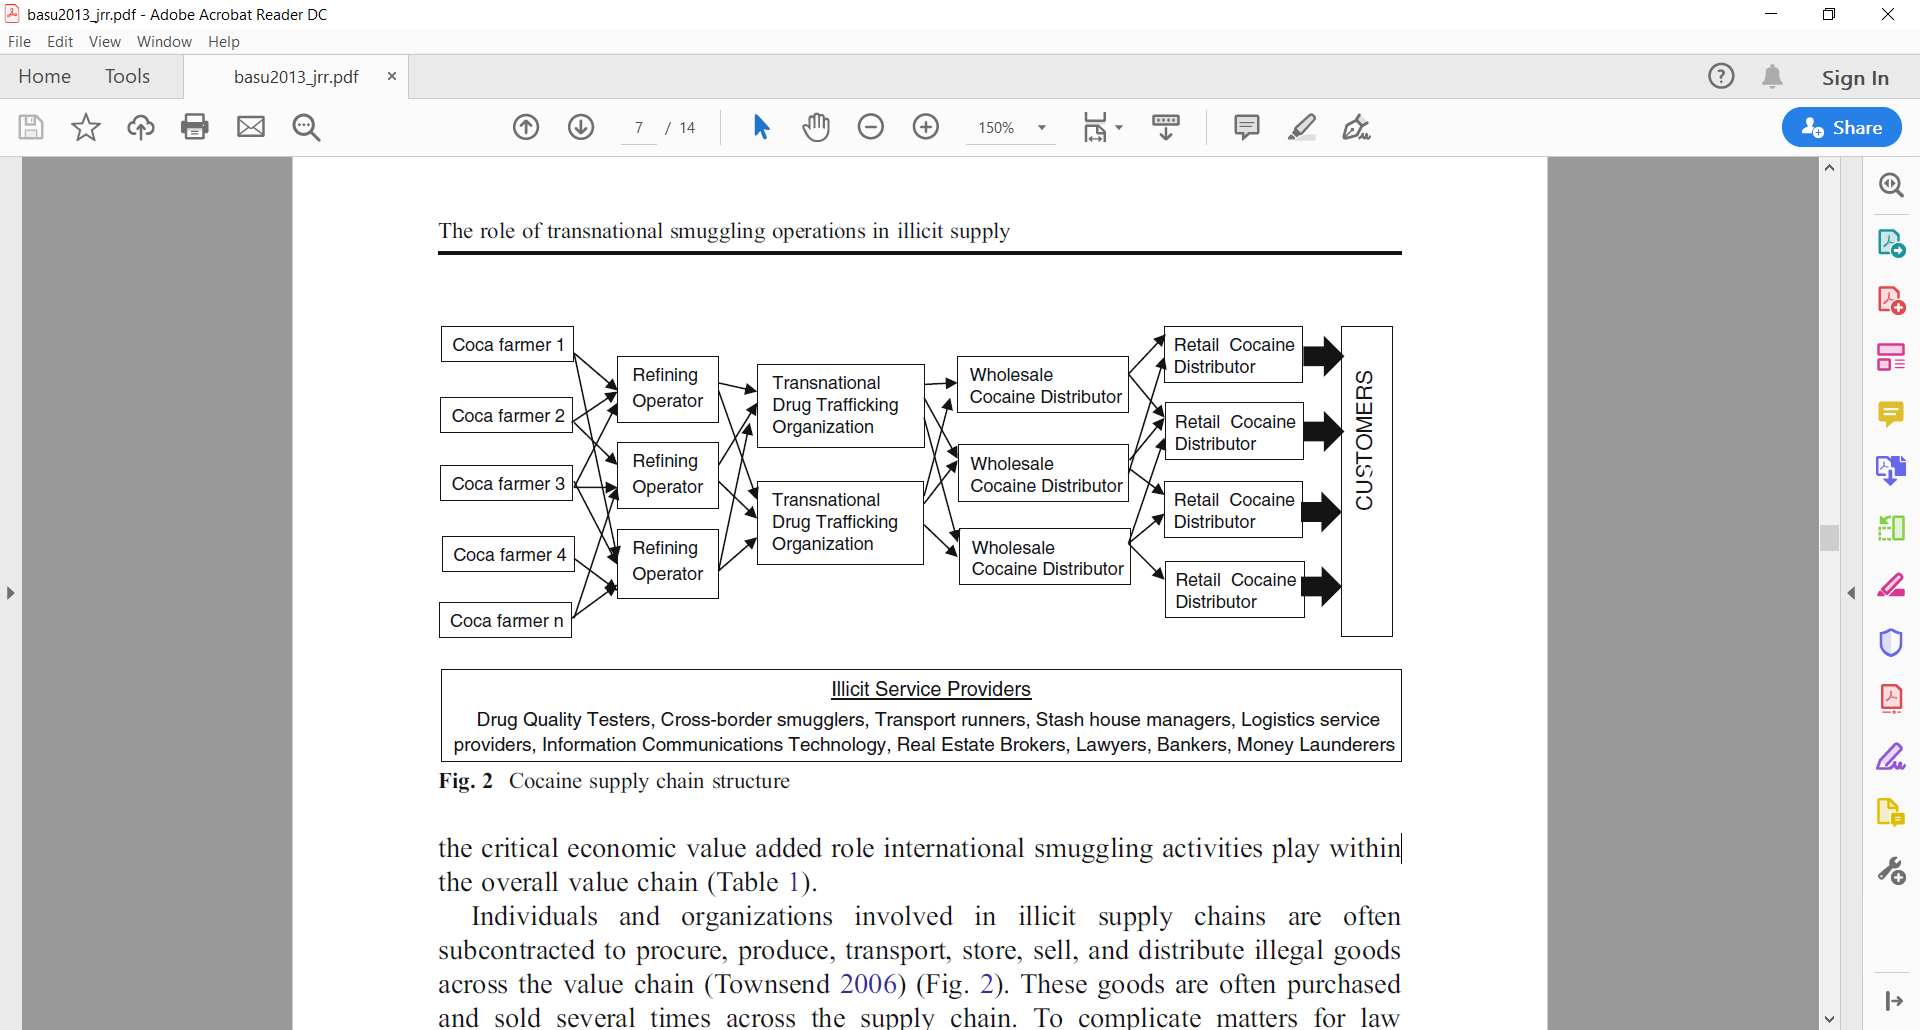 basu2013_jrr.pdf - Adobe Acrobat Reader DC
File Edit View Window Help
Home Tools basu2013_jrr.pdf × Sign In
7 / 14 150% Share
The role of transnational smuggling operations in illicit supply
Coca farmer 1
Coca farmer 2
Coca farmer 3
Coca farmer 4
Coca farmer n
Refining
Operator
Refining
Operator
Refining
Operator
Transnational
Drug Trafficking
Organization
Transnational
Drug Trafficking
Organization
Wholesale
Cocaine Distributor
Wholesale
Cocaine Distributor
Wholesale
Cocaine Distributor
Retail Cocaine
Distributor
Retail Cocaine
Distributor
Retail Cocaine
Distributor
Retail Cocaine
Distributor
CUSTOMERS
Illicit Service Providers
Drug Quality Testers, Cross-border smugglers, Transport runners, Stash house managers, Logistics service
providers, Information Communications Technology, Real Estate Brokers, Lawyers, Bankers, Money Launderers
Fig. 2 Cocaine supply chain structure
the critical economic value added role international smuggling activities play within
the overall value chain (Table 1).
Individuals and organizations involved in illicit supply chains are often
subcontracted to procure, produce, transport, store, sell, and distribute illegal goods
across the value chain (Townsend 2006) (Fig. 2). These goods are often purchased
and sold several times across the supply chain. To complicate matters for law